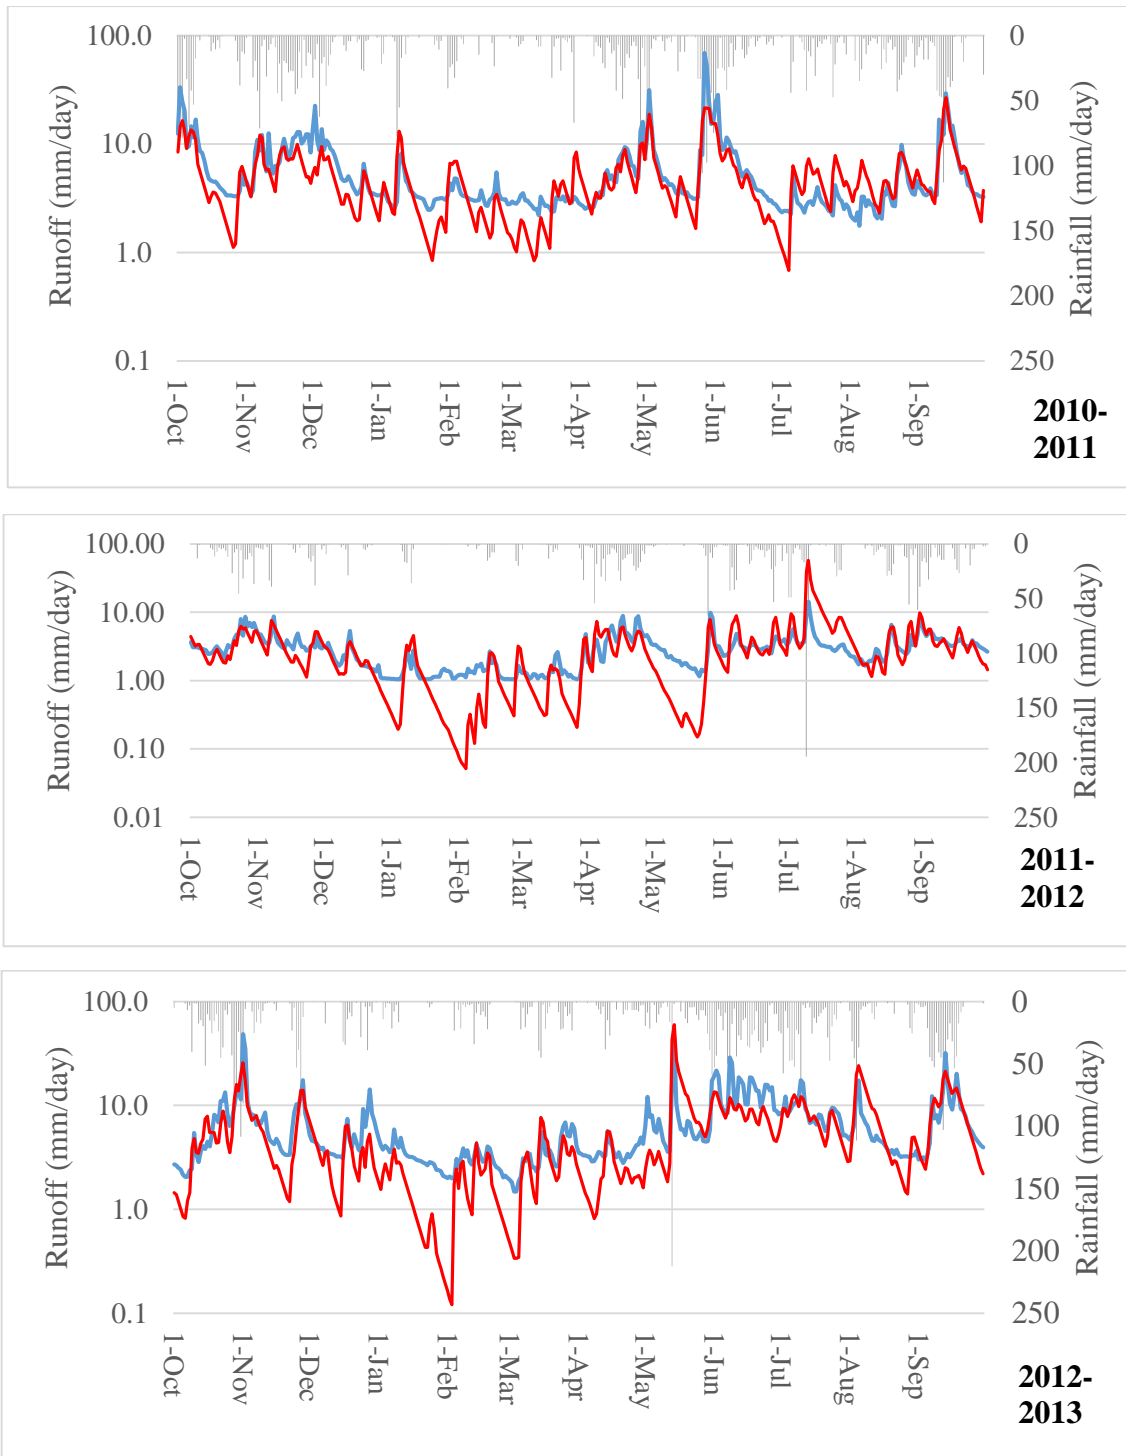 100.0
10.0
1.0
0.1
Runoff (mm/day)
0
50
100
150
200
250
Rainfall (mm/day)
1-Oct
1-Nov
1-Dec
1-Jan
1-Feb
1-Mar
1-Apr
1-May
1-Jun
1-Jul
1-Aug
1-Sep
2010-
2011
100.00
10.00
1.00
0.10
0.01
Runoff (mm/day)
0
50
100
150
200
250
Rainfall (mm/day)
1-Oct
1-Nov
1-Dec
1-Jan
1-Feb
1-Mar
1-Apr
1-May
1-Jun
1-Jul
1-Aug
1-Sep
2011-
2012
100.0
10.0
1.0
0.1
Runoff (mm/day)
0
50
100
150
200
250
Rainfall (mm/day)
1-Oct
1-Nov
1-Dec
1-Jan
1-Feb
1-Mar
1-Apr
1-May
1-Jun
1-Jul
1-Aug
1-Sep
2012-
2013